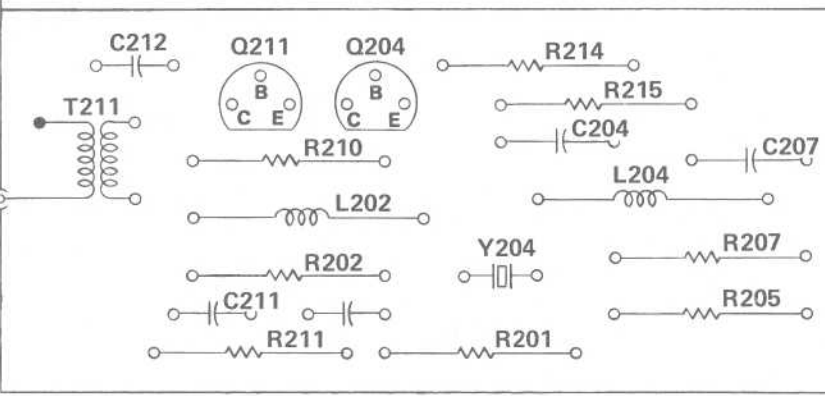 C212 Q211 Q204 R214
B B R215
T211 C E C E C204
R210 C207
L202 L204
R202 Y204 R207
C211 R205
R211 R201